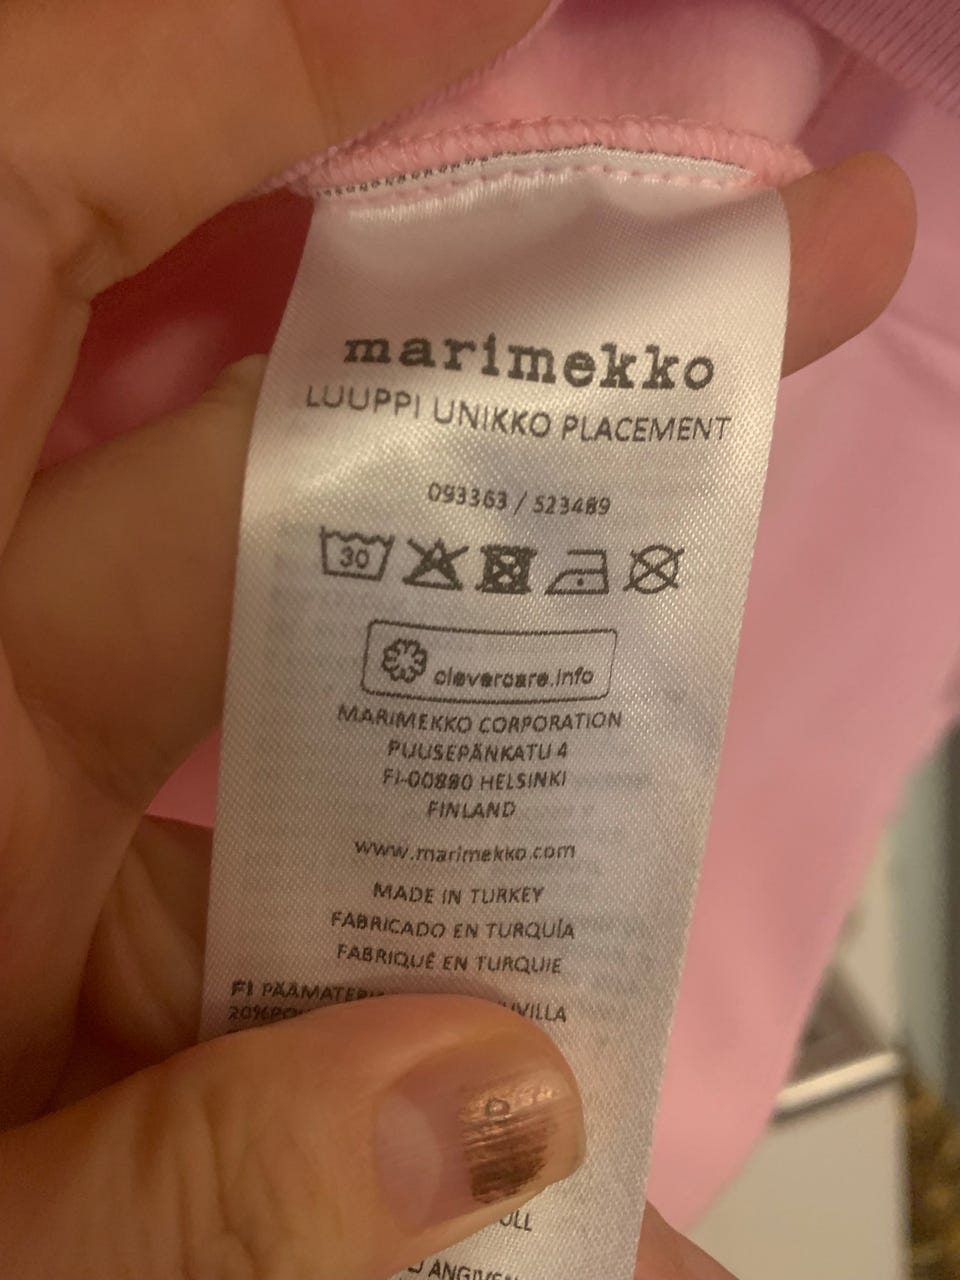 marimekko
LUUPPI UNIKKO PLACEMENT
093363 / 523489
30
clevercare.info
MARIMEKKO CORPORATION
PUUSEPÄNKATU 4
FI-00880 HELSINKI
FINLAND
www.marimekko.com
MADE IN TURKEY
FABRICADO EN TURQUÍA
FABRIQUÉ EN TURQUIE
FI